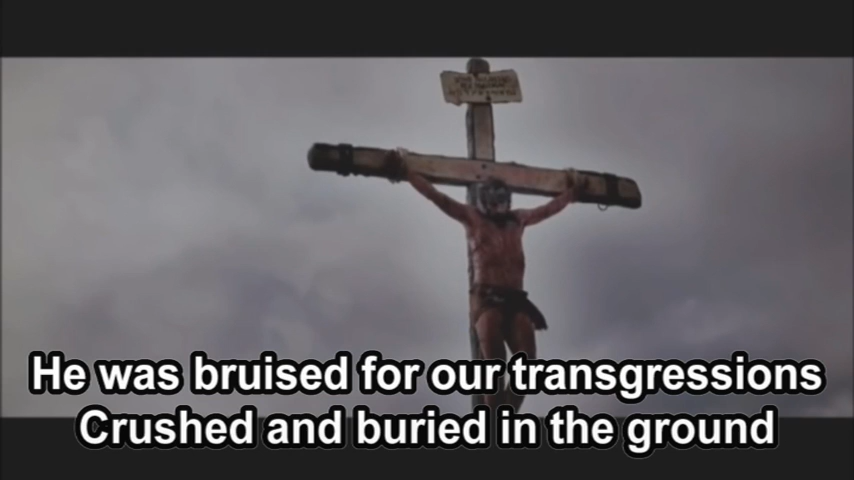 He was bruised for our transgressions
Crushed and buried in the ground